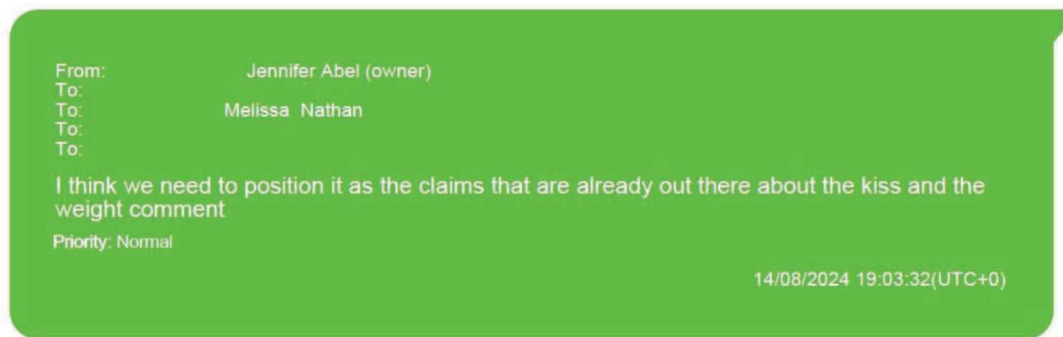 From: Jennifer Abel (owner)
To:
To: Melissa Nathan
To:
To:
I think we need to position it as the claims that are already out there about the kiss and the
weight comment
Priority: Normal
14/08/2024 19:03:32(UTC+0)